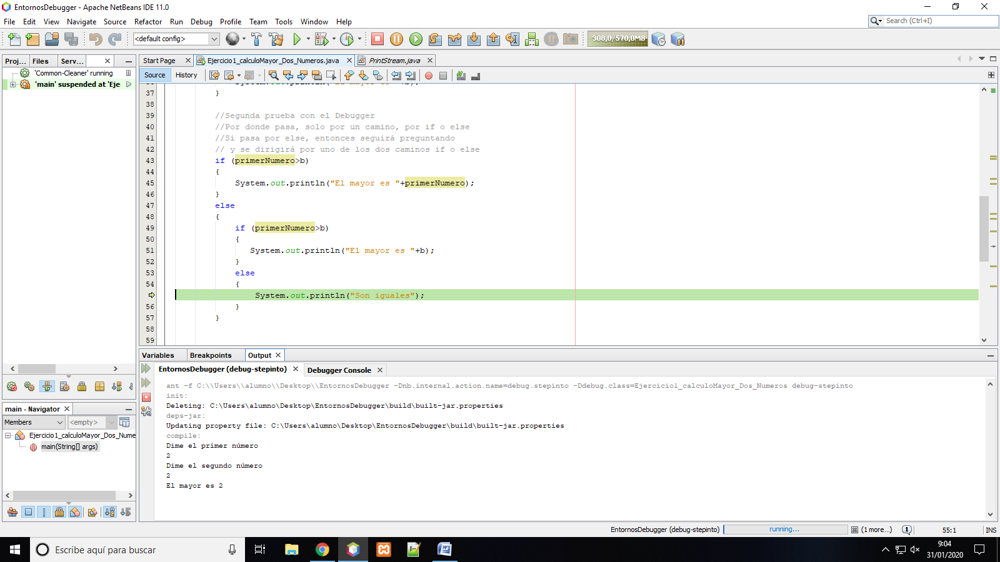 EntornosDebugger - Apache NetBeans IDE 11.0
File Edit View Navigate Source Refactor Run Debug Profile Team Tools Window Help
Search (Ctrl+I)
<default config>
308,0/570,0MB
Proj... Files Serv...
'Common-Cleaner' running
'main' suspended at 'Eje
Start Page Ejercicio1_calculoMayor_Dos_Numeros.java PrintStream.java
Source History
37 }
38
39 //Segunda prueba con el Debugger
40 //Por donde pasa, solo por un camino, por if o else
41 //Si pasa por else, entonces seguirá preguntando
42 // y se dirigirá por uno de los dos caminos if o else
43 if (primerNumero>b)
44 {
45 System.out.println("El mayor es "+primerNumero);
46 }
47 else
48 {
49 if (primerNumero>b)
50 {
51 System.out.println("El mayor es "+b);
52 }
53 else
54 {
System.out.println("Son iguales");
56 }
57 }
58
59
main - Navigator
Members <empty>
Ejercicio1_calculoMayor_Dos_Nume
main(String[] args)
Variables Breakpoints Output
EntornosDebugger (debug-stepinto) Debugger Console
ant -f C:\\Users\\alumno\\Desktop\\EntornosDebugger -Dnb.internal.action.name=debug.stepinto -Ddebug.class=Ejercicio1_calculoMayor_Dos_Numeros debug-stepinto
init:
Deleting: C:\Users\alumno\Desktop\EntornosDebugger\build\built-jar.properties
deps-jar:
Updating property file: C:\Users\alumno\Desktop\EntornosDebugger\build\built-jar.properties
compile:
Dime el primer número
2
Dime el segundo número
2
El mayor es 2
EntornosDebugger (debug-stepinto) running... (1 more...) 1 55:1 INS
Escribe aquí para buscar
9:04
31/01/2020